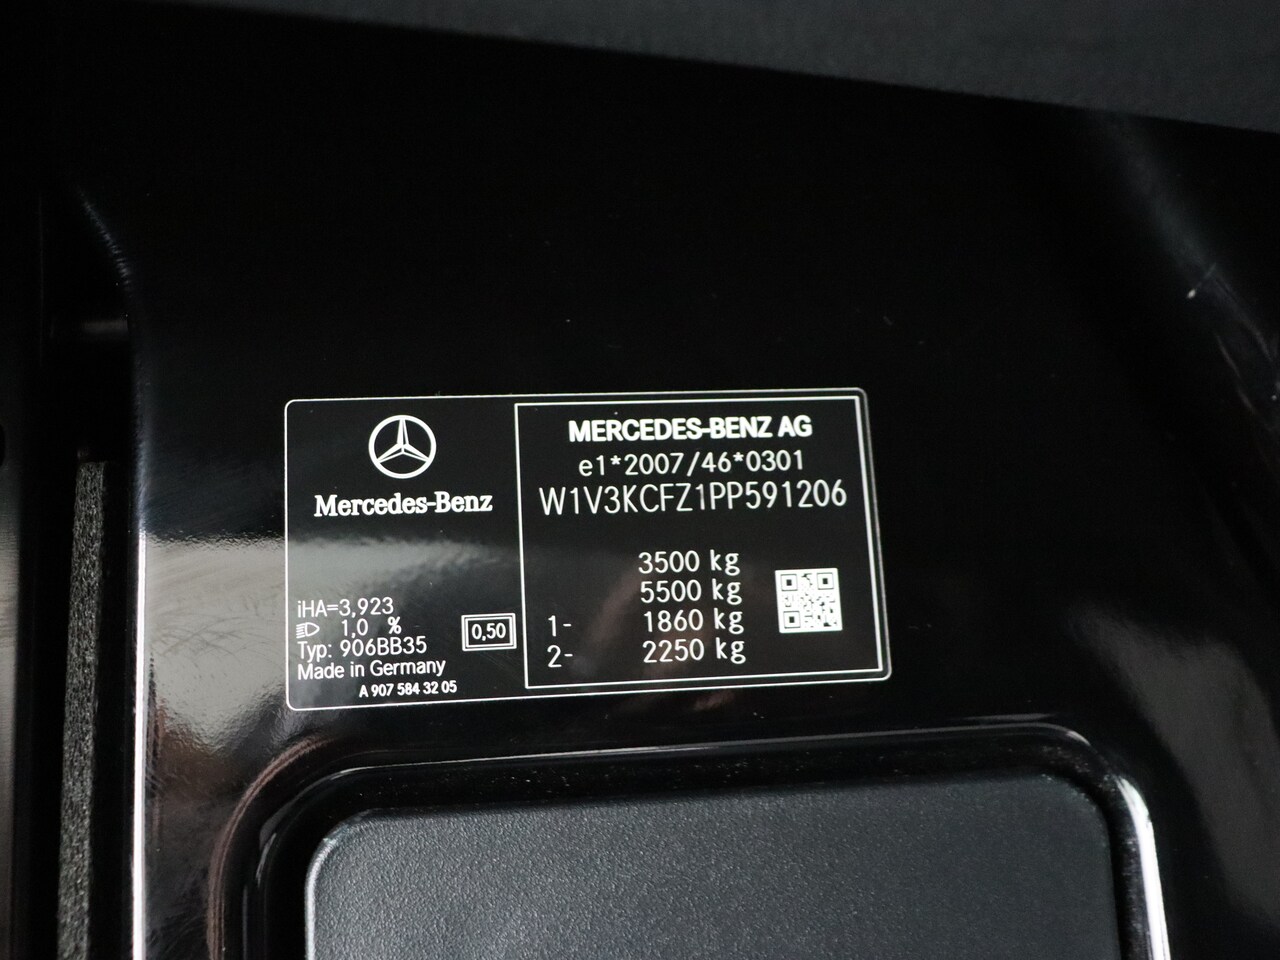 Mercedes-Benz
iHA=3,923
1,0 %
Typ: 906BB35
Made in Germany
A 907 584 32 05
0,50
MERCEDES-BENZ AG
e1*2007/46*0301
W1V3KCFZ1PP591206
3500 kg
5500 kg
1- 1860 kg
2- 2250 kg